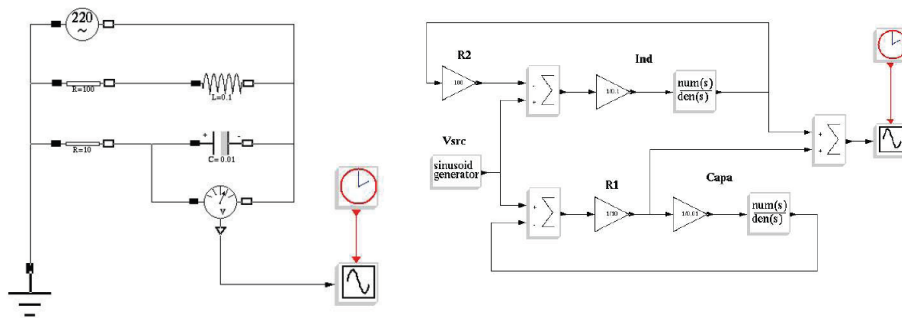 220
~
R=100
L=0.1
R=10
+
-
C= 0.01
V
R2
100
-
+
Σ
Ind
1/0.1
num(s)
den(s)
Vsrc
sinusoid
generator
+
-
Σ
R1
1/10
Capa
1/0.01
num(s)
den(s)
+
+
Σ